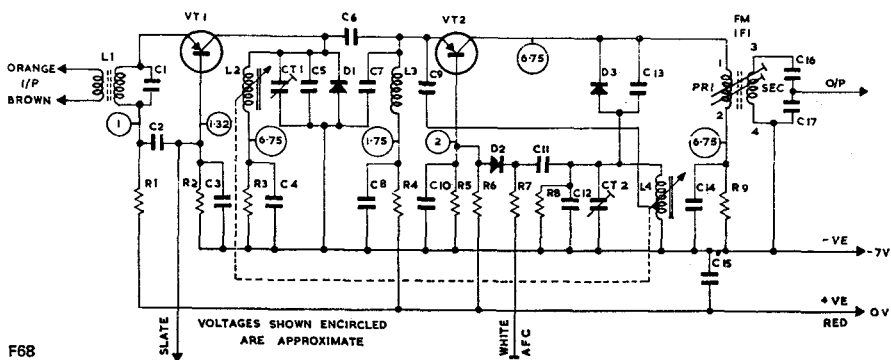 VT1
C6
VT2
FM
IF1
L1
ORANGE
I/P
BROWN
C1
L2
CT1
C5
D1
C7
L3
C9
6·75
D3
C13
1
3
PRI
SEC
2
4
C16
C17
O/P
1
C2
1·32
6·75
1·75
2
D2
C11
6·75
R1
R2
C3
R3
C4
C8
R4
C10
R5
R6
R7
R8
C12
CT2
L4
C14
R9
-VE
-7V
C15
+VE
RED
0V
SLATE
VOLTAGES SHOWN ENCIRCLED
ARE APPROXIMATE
WHITE
AFC
F68